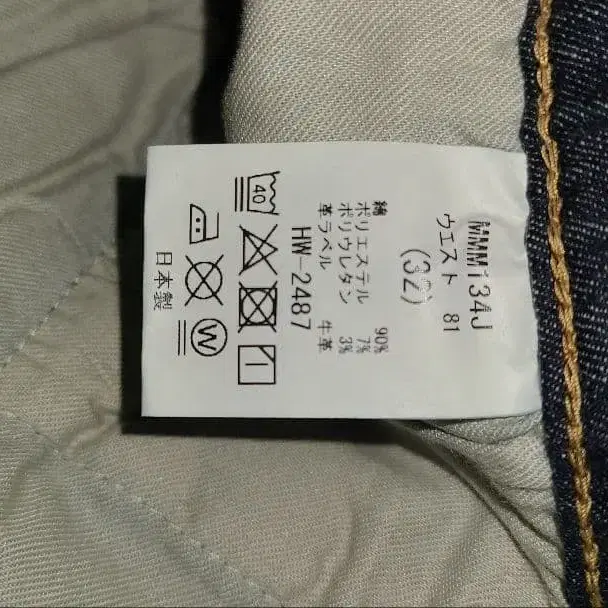 MMM134J
ウエスト 81
(32)
綿 90%
ポリエステル 7%
ポリウレタン 3%
革ラベル 牛革
HW-2487
40
W
日本製